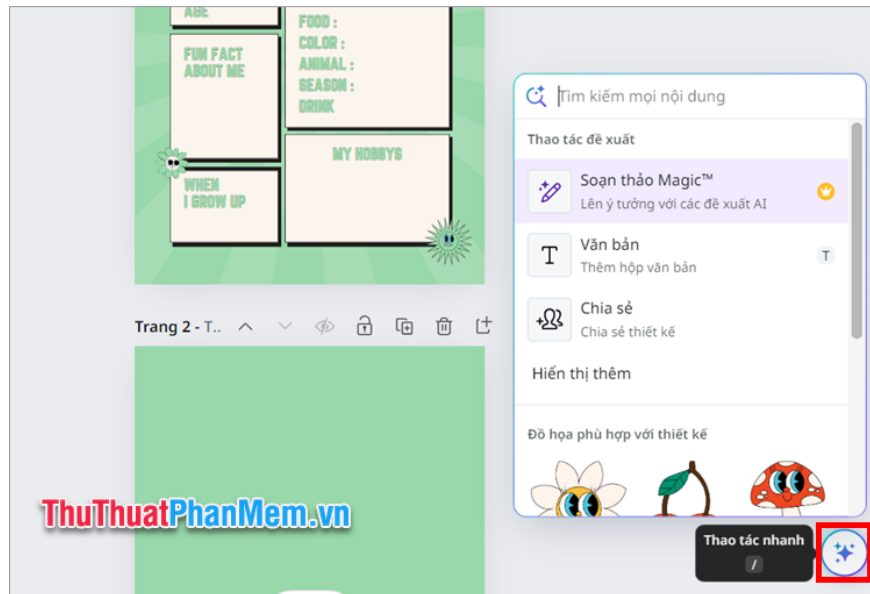 AGE
FUN FACT
ABOUT ME
WHEN
I GROW UP
FOOD :
COLOR :
ANIMAL :
SEASON :
DRINK
MY HOBBYS
Trang 2 - T..
ThuThuatPhanMem.vn
Tìm kiếm mọi nội dung
Thao tác đề xuất
Soạn thảo Magic™
Lên ý tưởng với các đề xuất AI
Văn bản
Thêm hộp văn bản
T
Chia sẻ
Chia sẻ thiết kế
Hiển thị thêm
Đồ họa phù hợp với thiết kế
Thao tác nhanh
/